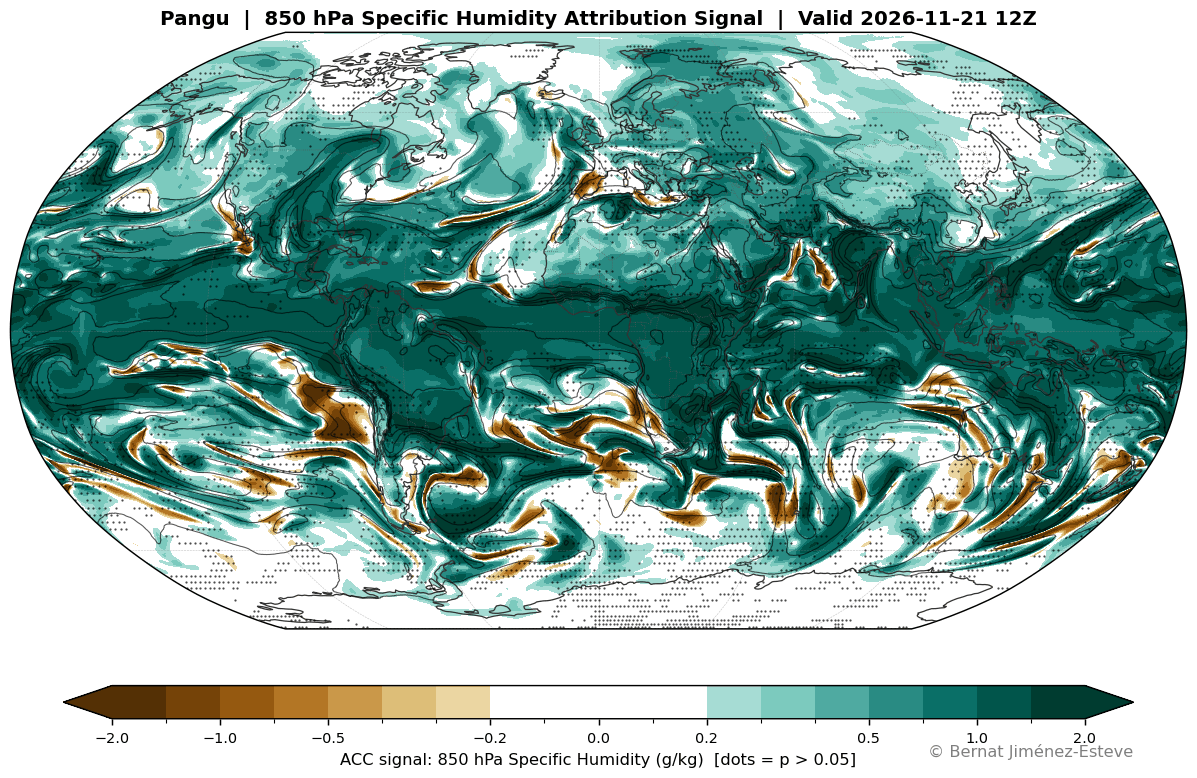 Pangu | 850 hPa Specific Humidity Attribution Signal | Valid 2026-11-21 12Z
−2.0 −1.0 −0.5 −0.2 0.0 0.2 0.5 1.0 2.0
ACC signal: 850 hPa Specific Humidity (g/kg) [dots = p > 0.05]
© Bernat Jiménez-Esteve